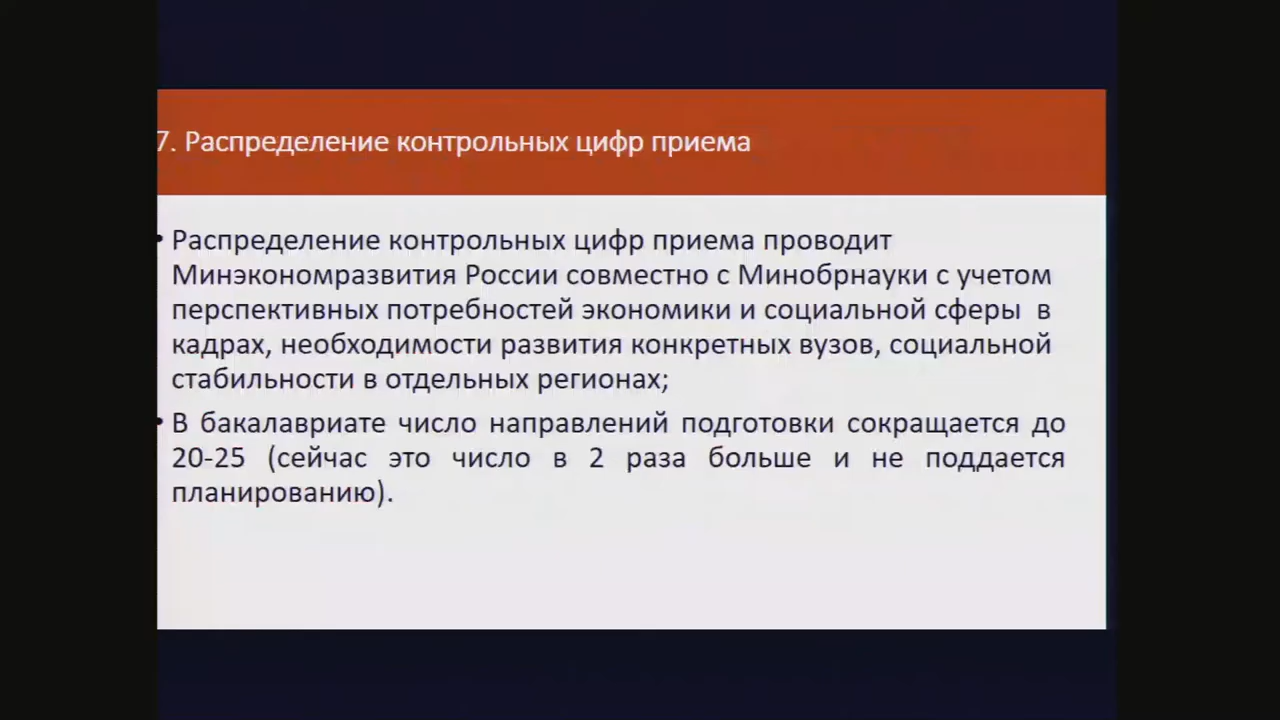 7. Распределение контрольных цифр приема
• Распределение контрольных цифр приема проводит
Минэкономразвития России совместно с Минобрнауки с учетом
перспективных потребностей экономики и социальной сферы в
кадрах, необходимости развития конкретных вузов, социальной
стабильности в отдельных регионах;
• В бакалавриате число направлений подготовки сокращается до
20-25 (сейчас это число в 2 раза больше и не поддается
планированию).